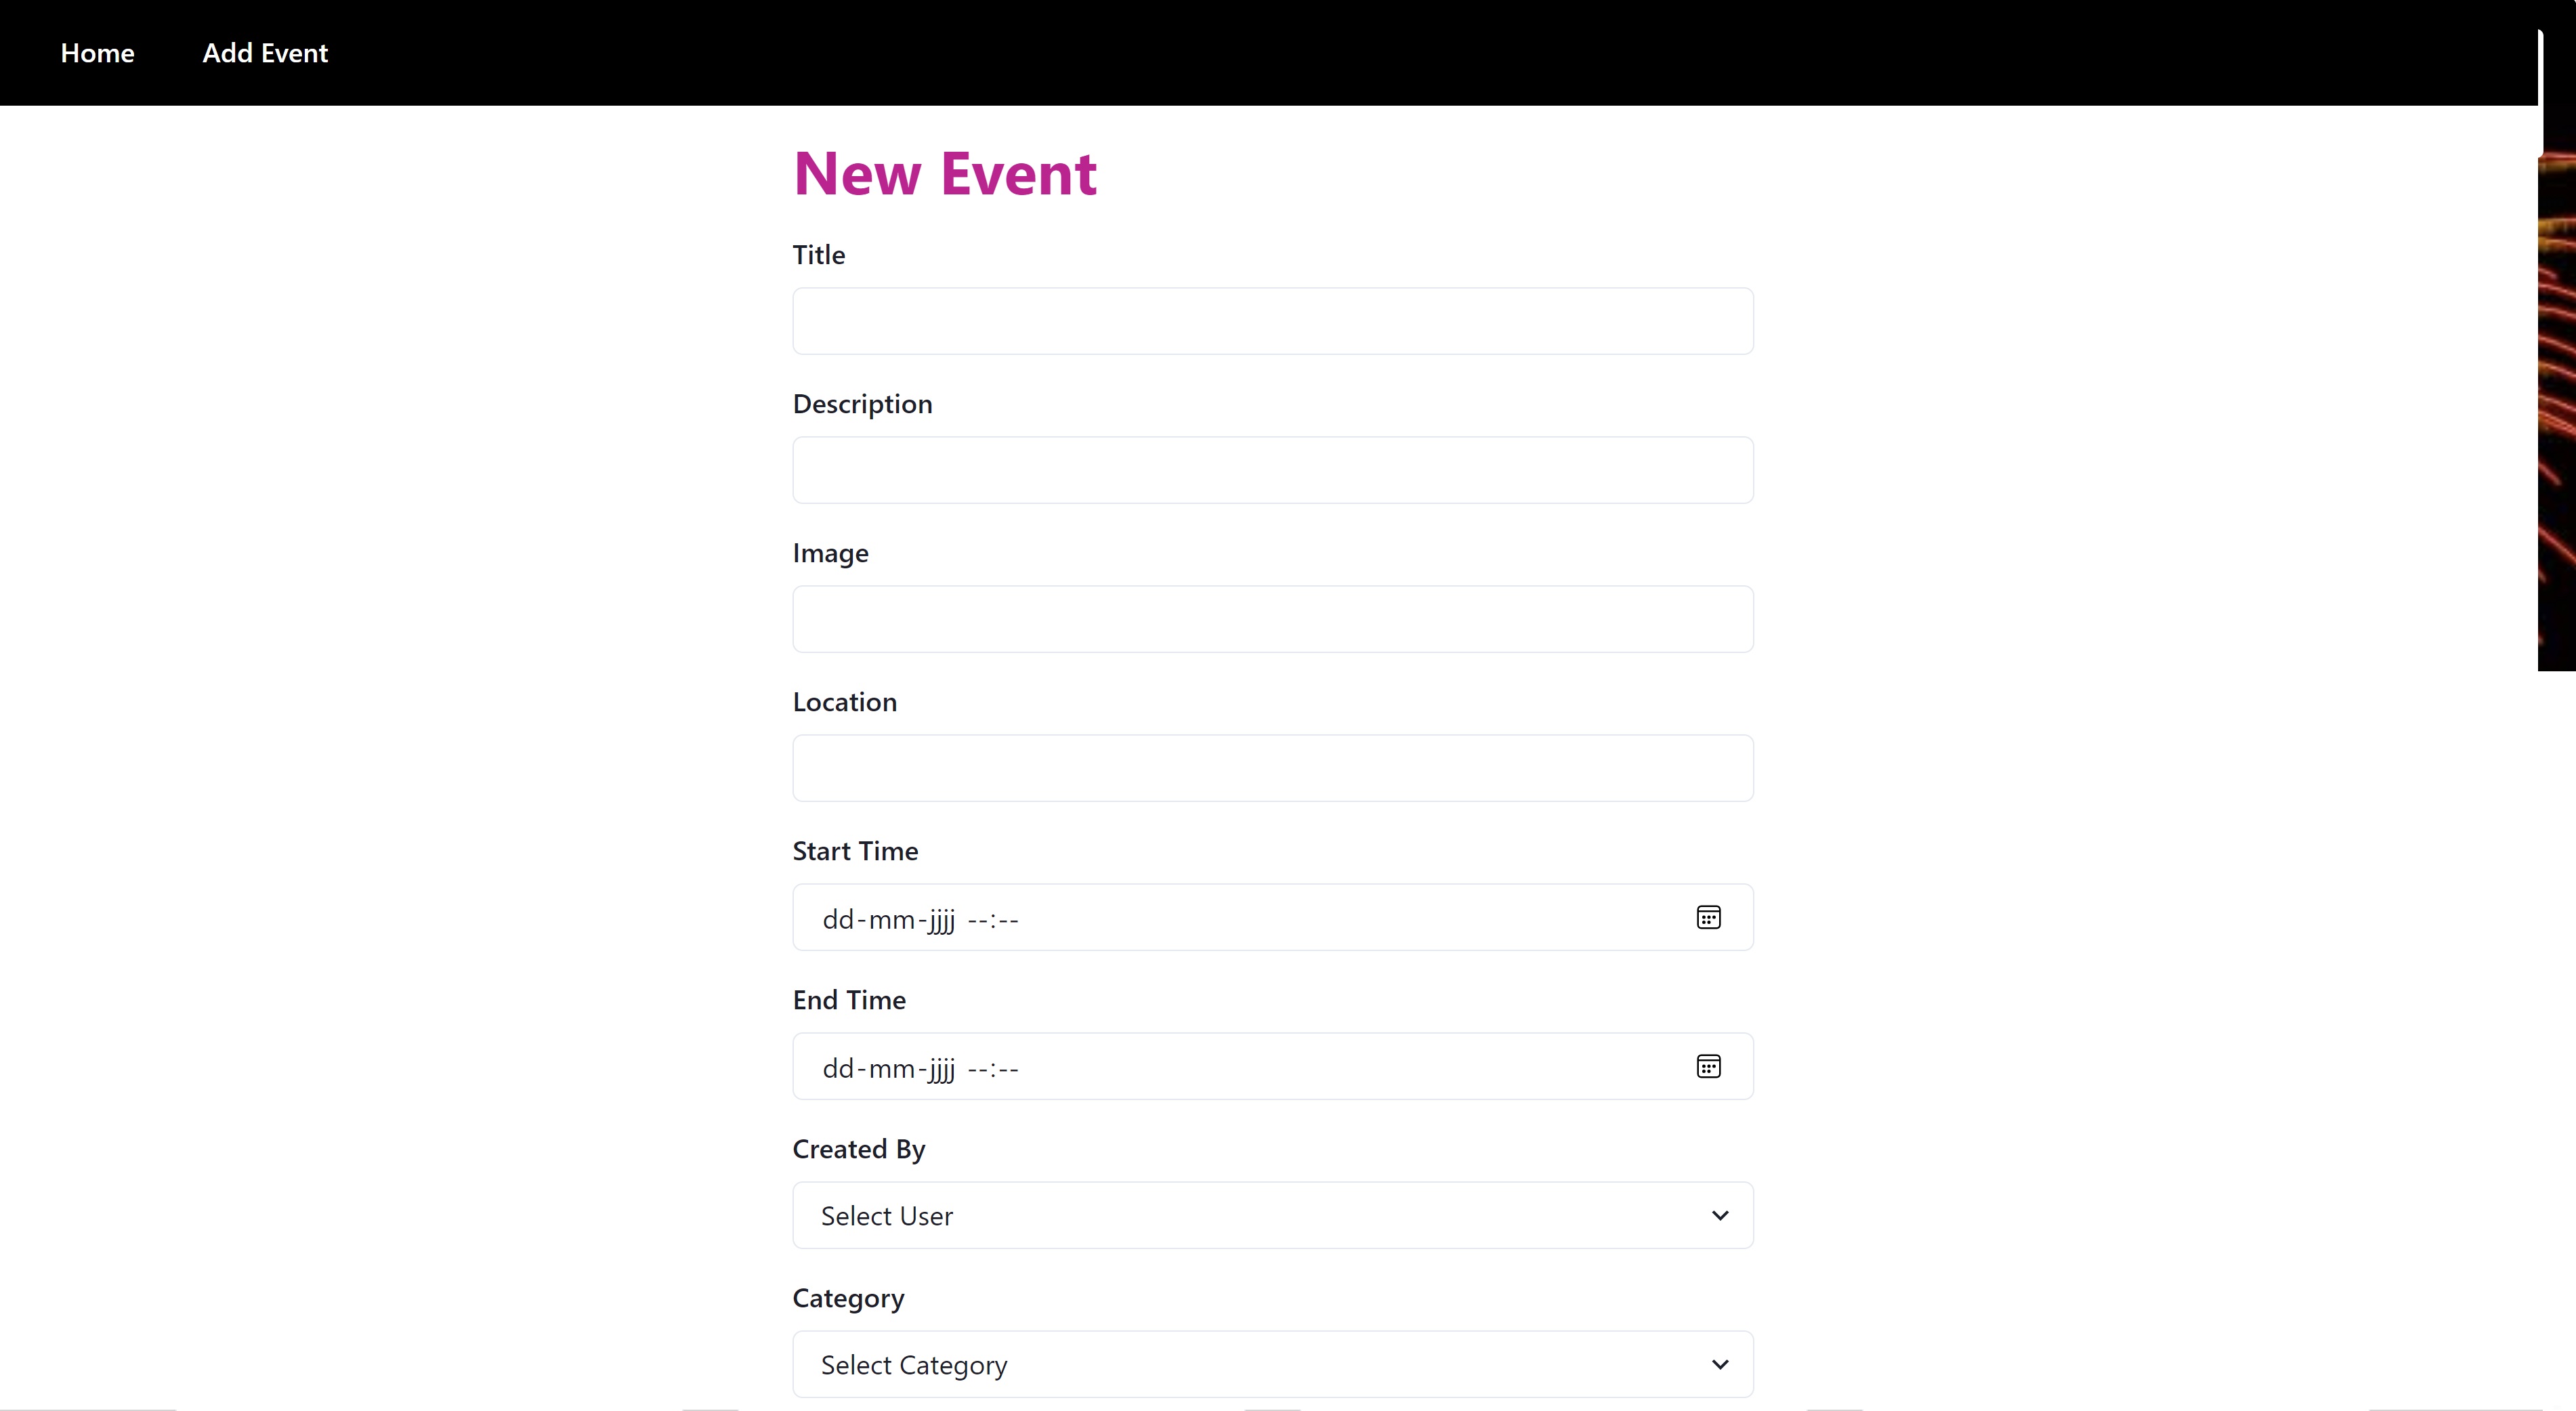 Home Add Event
New Event
Title
Description
Image
Location
Start Time
dd-mm-jjjj --:--
End Time
dd-mm-jjjj --:--
Created By
Select User
Category
Select Category